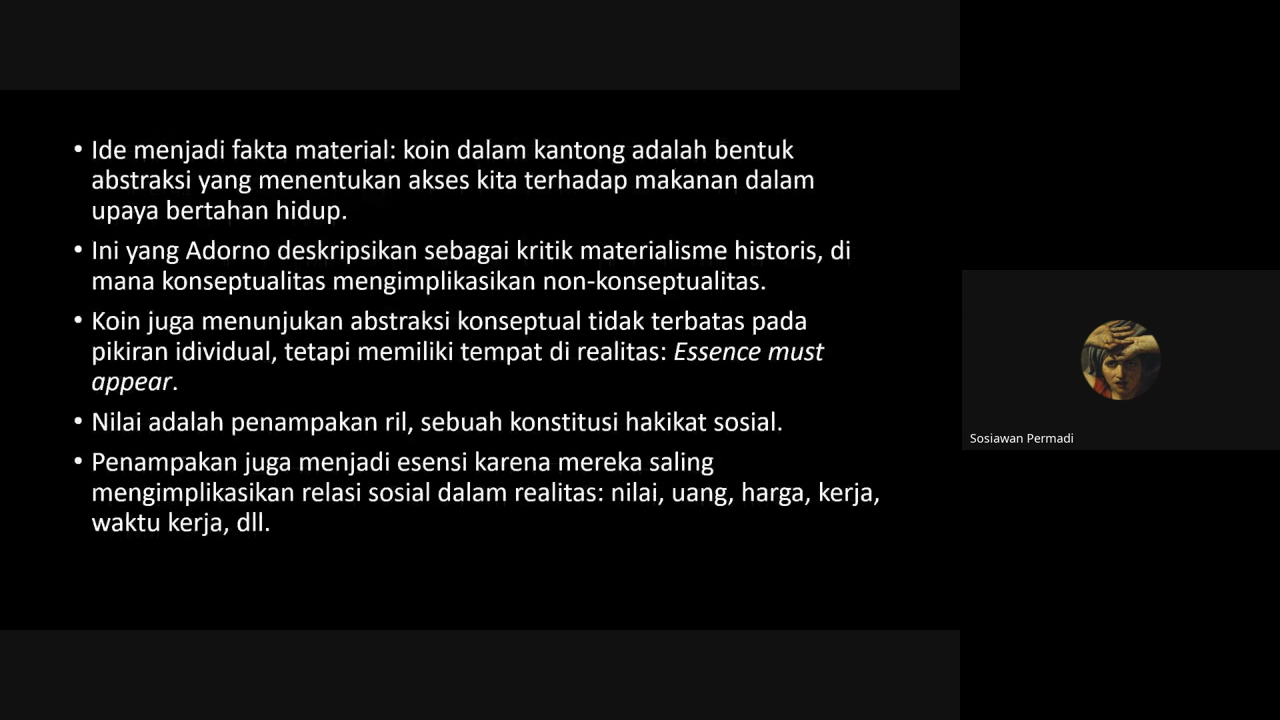 • Ide menjadi fakta material: koin dalam kantong adalah bentuk
abstraksi yang menentukan akses kita terhadap makanan dalam
upaya bertahan hidup.
• Ini yang Adorno deskripsikan sebagai kritik materialisme historis, di
mana konseptualitas mengimplikasikan non-konseptualitas.
• Koin juga menunjukan abstraksi konseptual tidak terbatas pada
pikiran idividual, tetapi memiliki tempat di realitas: Essence must
appear.
• Nilai adalah penampakan ril, sebuah konstitusi hakikat sosial.
• Penampakan juga menjadi esensi karena mereka saling
mengimplikasikan relasi sosial dalam realitas: nilai, uang, harga, kerja,
waktu kerja, dll.
Sosiawan Permadi